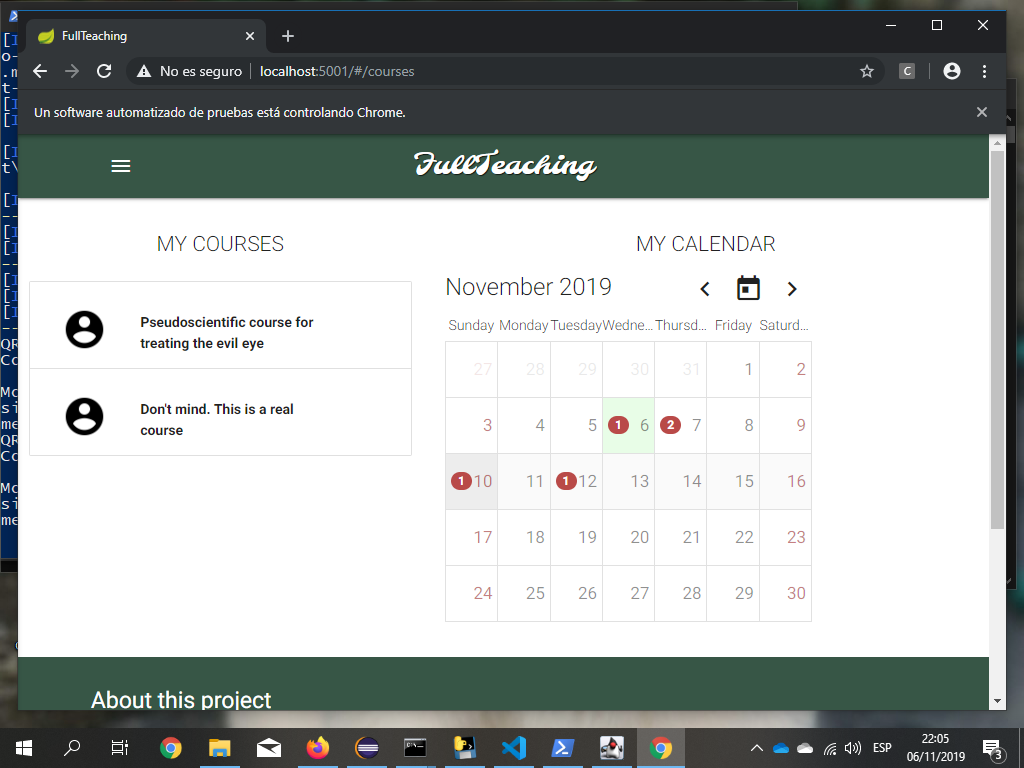 FullTeaching
No es seguro
localhost:5001/#/courses
C
Un software automatizado de pruebas está controlando Chrome.
FullTeaching
MY COURSES
MY CALENDAR
Pseudoscientific course for
treating the evil eye
Don't mind. This is a real
course
November 2019
Sunday Monday Tuesday Wedne... Thursd... Friday Saturd...
27 28 29 30 31 1 2
3 4 5 1 6 2 7 8 9
1 10 11 1 12 13 14 15 16
17 18 19 20 21 22 23
24 25 26 27 28 29 30
About this project
ESP
22:05
06/11/2019
3